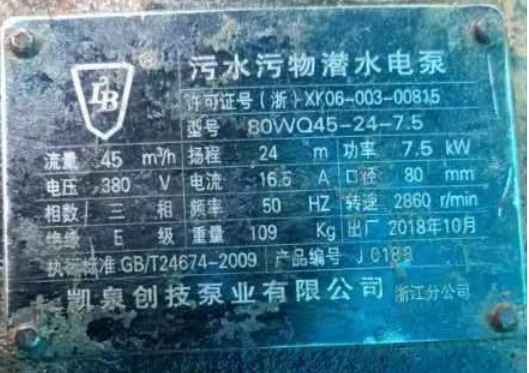 污水污物潜水电泵
许可证号（浙）XK06-003-00815
型号 80WQ45-24-7.5
流量 45 m³/h 扬程 24 m 功率 7.5 kW
电压 380 V 电流 16.5 A 口径 80 mm
相数 三 相 频率 50 HZ 转速 2860 r/min
绝缘 E 级 重量 109 Kg 出厂 2018年10月
执行标准 GB/T24674-2009 产品编号 J 0188
凯泉创技泵业有限公司 浙江分公司